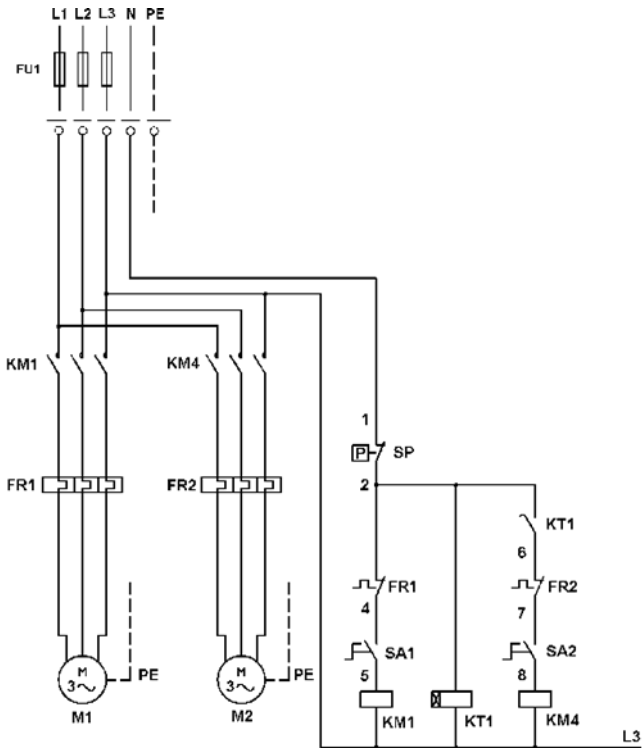 L1 L2 L3 N PE
FU1
KM1
KM4
1
P SP
2
FR1
FR2
KT1
6
FR1
FR2
4
7
SA1
SA2
5
8
PE
PE
M
3~
M
3~
M1
M2
KM1
KT1
KM4
L3